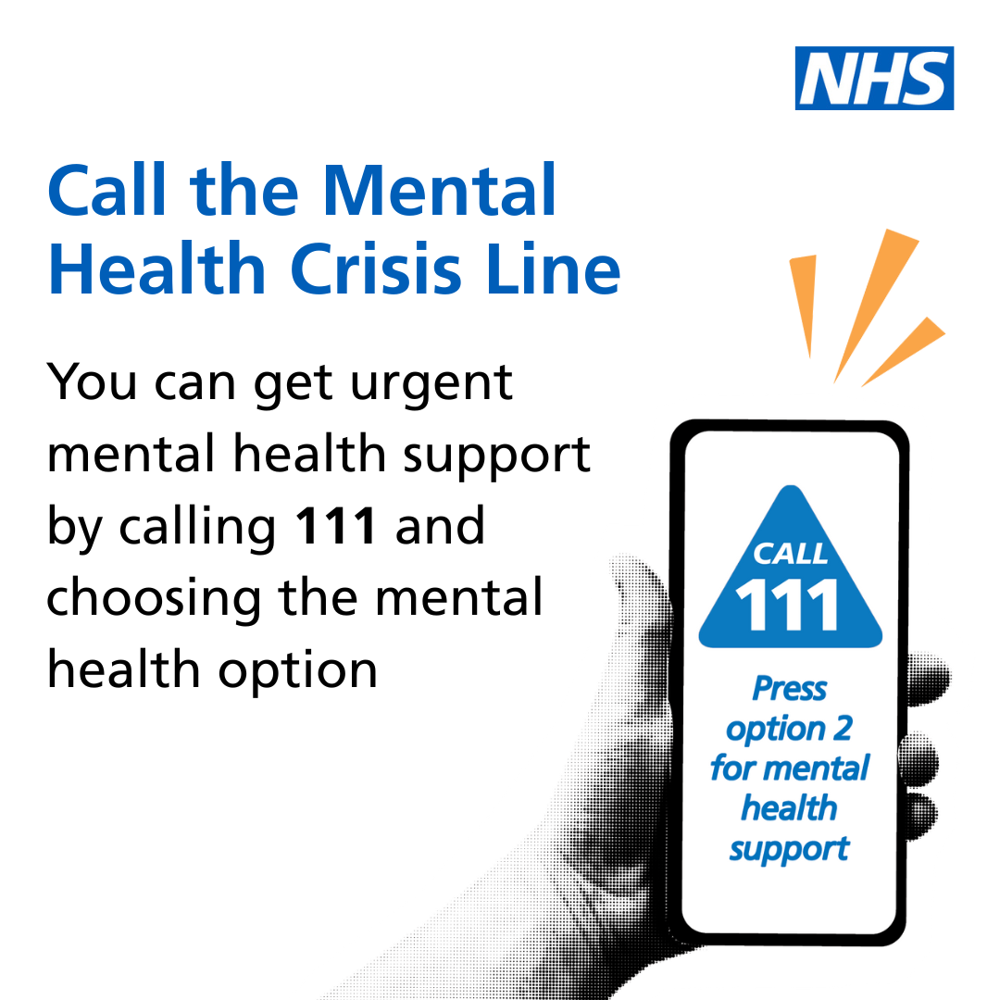 NHS
Call the Mental
Health Crisis Line
You can get urgent
mental health support
by calling 111 and
choosing the mental
health option
CALL
111
Press
option 2
for mental
health
support